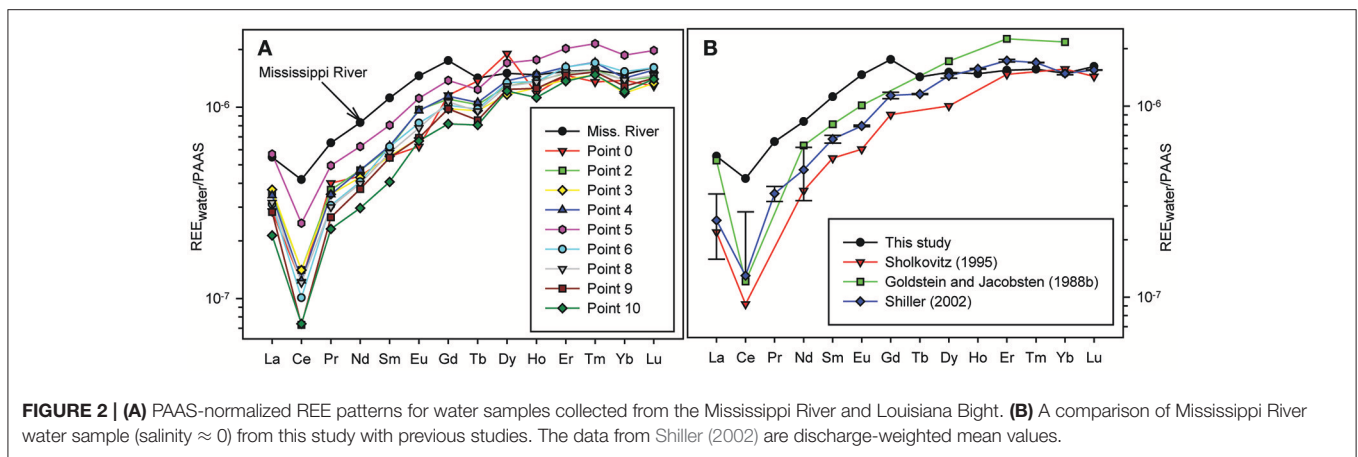 A
Mississippi River
10-6
10-7
REEwater/PAAS
Miss. River
Point 0
Point 2
Point 3
Point 4
Point 5
Point 6
Point 8
Point 9
Point 10
La Ce Pr Nd Sm Eu Gd Tb Dy Ho Er Tm Yb Lu
B
This study
Sholkovitz (1995)
Goldstein and Jacobsten (1988b)
Shiller (2002)
10-6
10-7
REEwater/PAAS
La Ce Pr Nd Sm Eu Gd Tb Dy Ho Er Tm Yb Lu
FIGURE 2 | (A) PAAS-normalized REE patterns for water samples collected from the Mississippi River and Louisiana Bight. (B) A comparison of Mississippi River
water sample (salinity ≈ 0) from this study with previous studies. The data from Shiller (2002) are discharge-weighted mean values.